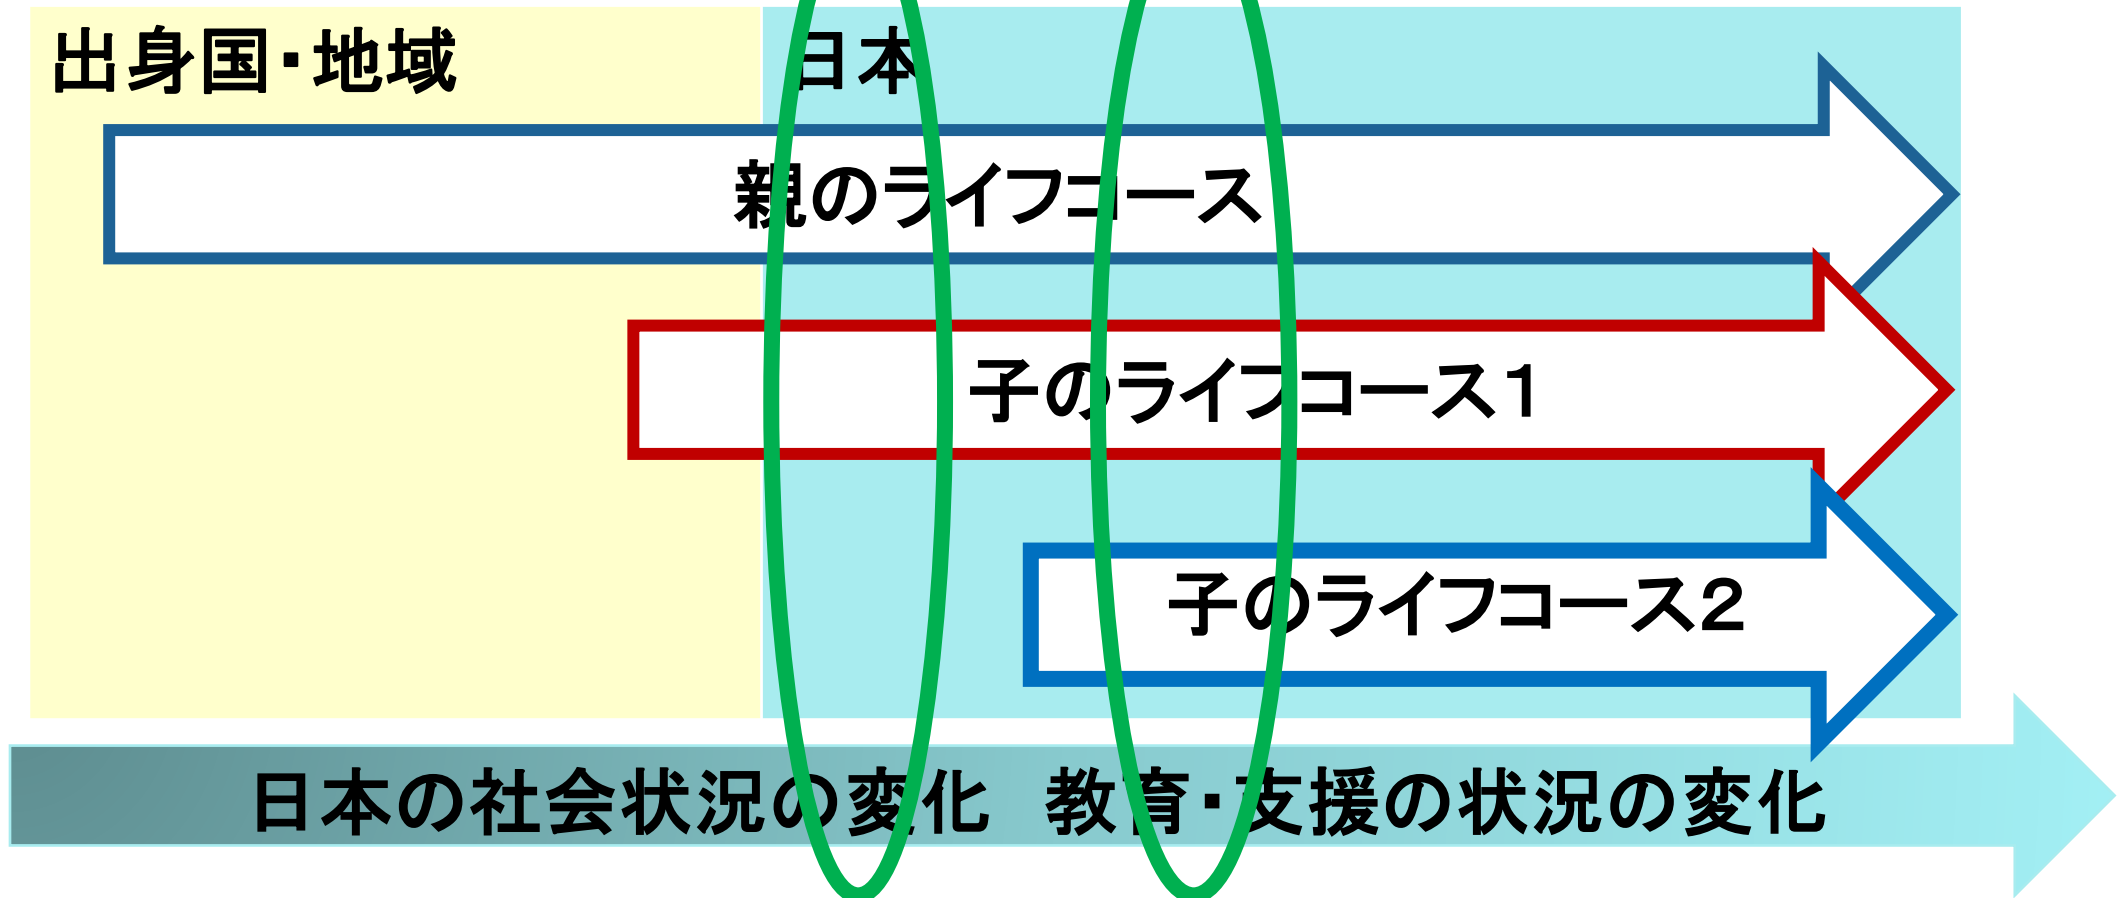 出身国・地域
日本
親のライフコース
子のライフコース１
子のライフコース２
日本の社会状況の変化　教育・支援の状況の変化